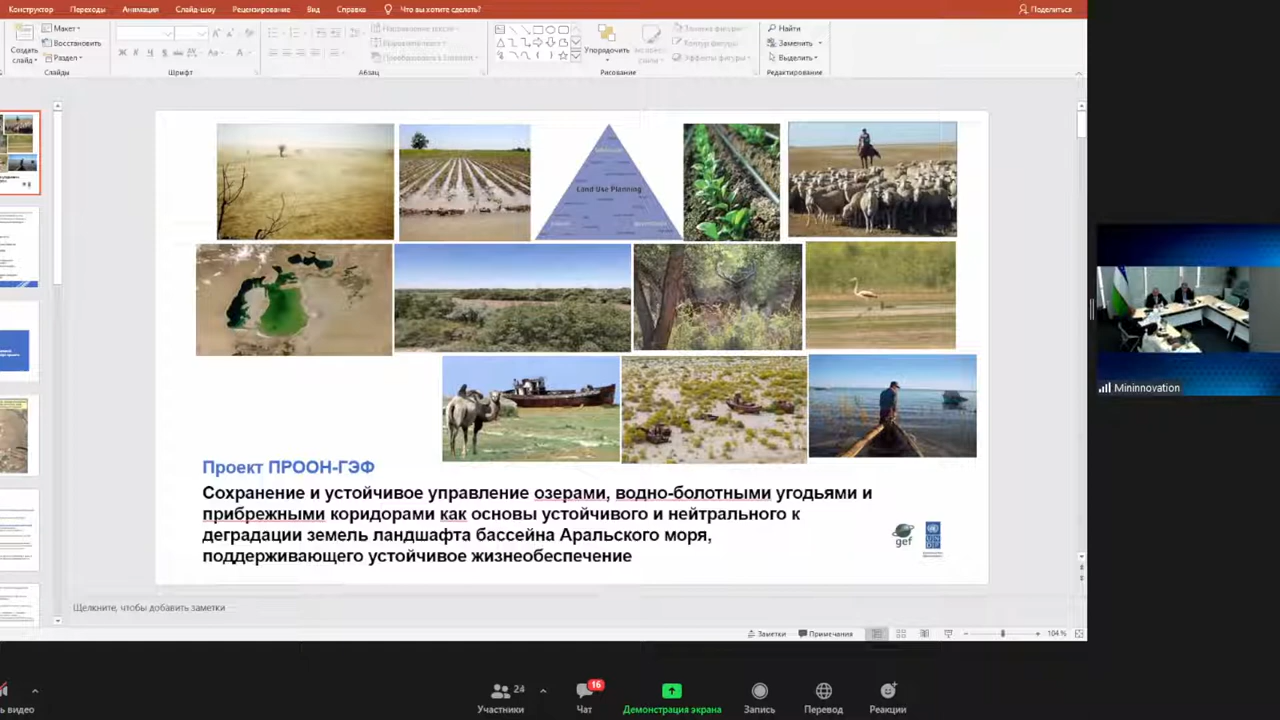 Конструктор Переходы Анимация Слайд-шоу Рецензирование Вид Справка Что вы хотите сделать? Поделиться
Создать слайд
Макет
Восстановить
Раздел
Слайды
Шрифт
Абзац
Упорядочить
Рисование
Найти
Заменить
Выделить
Редактирование
Land Use Planning
Проект ПРООН-ГЭФ
Сохранение и устойчивое управление озерами, водно-болотными угодьями и
прибрежными коридорами как основы устойчивого и нейтрального к
деградации земель ландшафта бассейна Аральского моря,
поддерживающего устойчивое жизнеобеспечение
gef
Щелкните, чтобы добавить заметки
Заметки Примечания 104 %
Mininnovation
видео
24
Участники
16
Чат
Демонстрация экрана
Запись
Перевод
Реакции